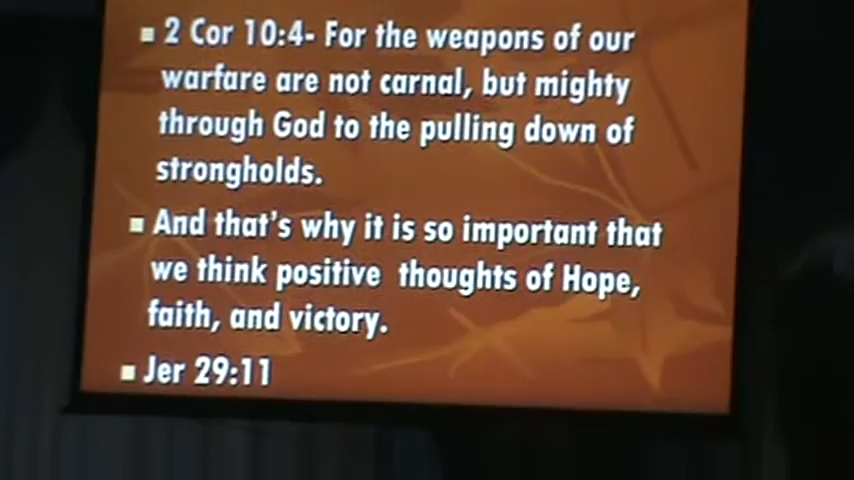 ▪ 2 Cor 10:4- For the weapons of our
warfare are not carnal, but mighty
through God to the pulling down of
strongholds.
▪ And that's why it is so important that
we think positive thoughts of Hope,
faith, and victory.
▪ Jer 29:11